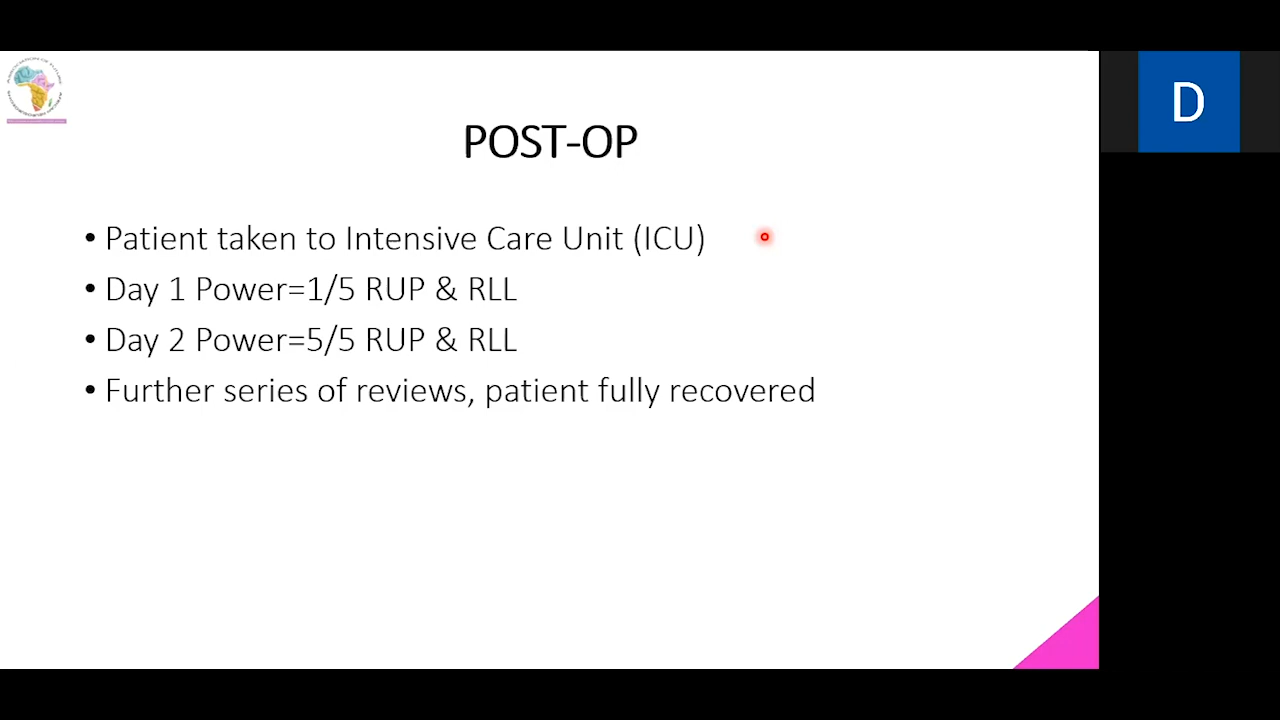 POST-OP
• Patient taken to Intensive Care Unit (ICU)
• Day 1 Power=1/5 RUP & RLL
• Day 2 Power=5/5 RUP & RLL
• Further series of reviews, patient fully recovered
D